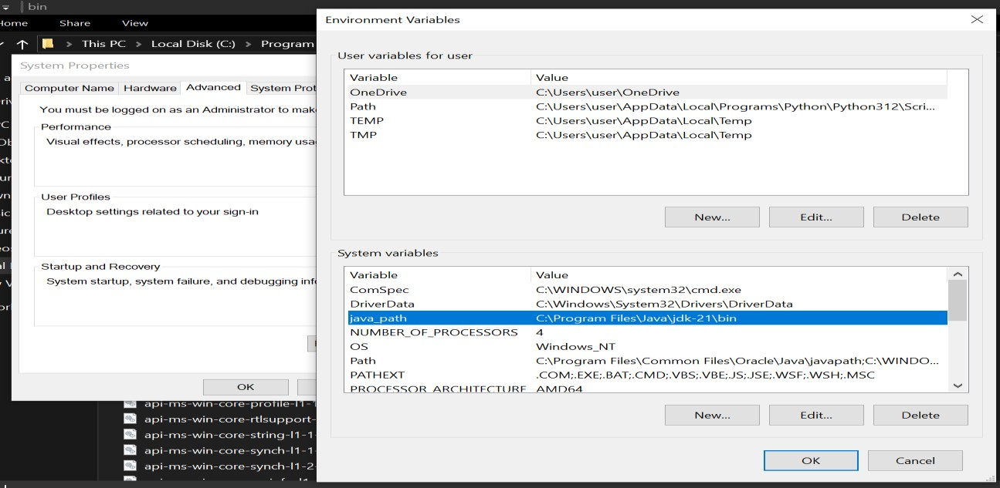 bin
Home Share View
This PC > Local Disk (C:) > Program
System Properties
Computer Name Hardware Advanced System Prot
You must be logged on as an Administrator to mak
Performance
Visual effects, processor scheduling, memory usa
User Profiles
Desktop settings related to your sign-in
Startup and Recovery
System startup, system failure, and debugging info
OK
api-ms-win-core-profile-l1-1
api-ms-win-core-rtlsupport-
api-ms-win-core-string-l1-1-
api-ms-win-core-synch-l1-1-
api-ms-win-core-synch-l1-2-
Environment Variables
User variables for user
Variable Value
OneDrive C:\Users\user\OneDrive
Path C:\Users\user\AppData\Local\Programs\Python\Python312\Scri...
TEMP C:\Users\user\AppData\Local\Temp
TMP C:\Users\user\AppData\Local\Temp
New... Edit... Delete
System variables
Variable Value
ComSpec C:\WINDOWS\system32\cmd.exe
DriverData C:\Windows\System32\Drivers\DriverData
java_path C:\Program Files\Java\jdk-21\bin
NUMBER_OF_PROCESSORS 4
OS Windows_NT
Path C:\Program Files\Common Files\Oracle\Java\javapath;C:\WINDO...
PATHEXT .COM;.EXE;.BAT;.CMD;.VBS;.VBE;.JS;.JSE;.WSF;.WSH;.MSC
PROCESSOR_ARCHITECTURE AMD64
New... Edit... Delete
OK Cancel